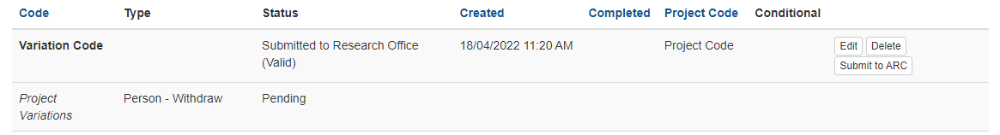 Code Type Status Created Completed Project Code Conditional
Variation Code Submitted to Research Office 18/04/2022 11:20 AM Project Code Edit Delete
(Valid) Submit to ARC
Project Person - Withdraw Pending
Variations